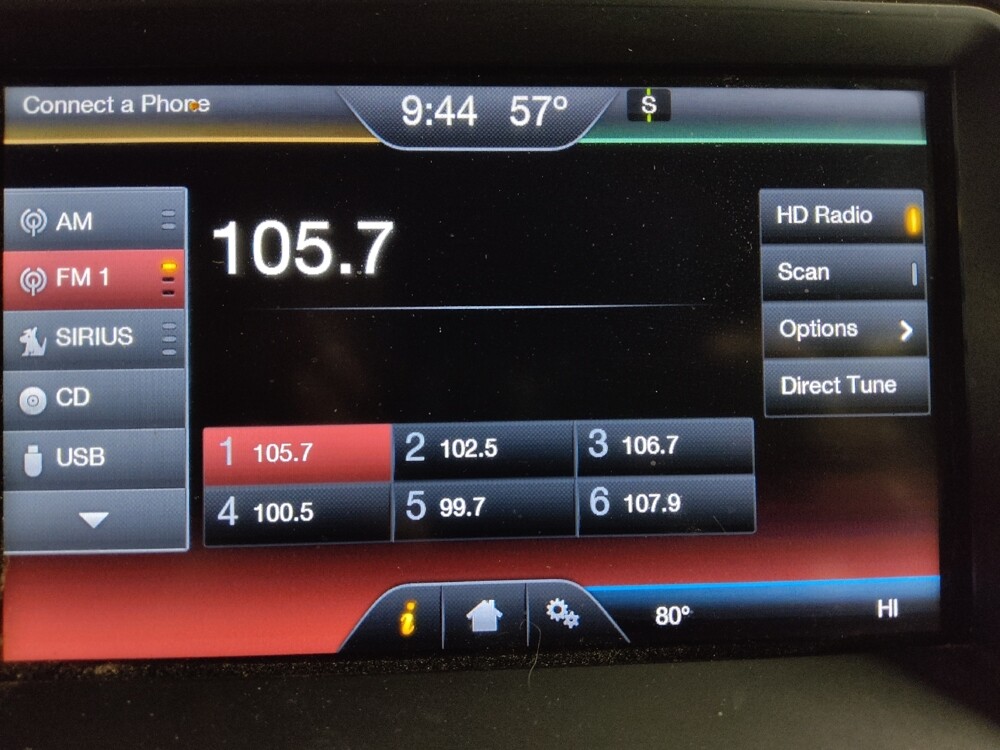 Connect a Phone 9:44 57° S
AM
FM 1
SIRIUS
CD
USB
105.7
HD Radio
Scan
Options
Direct Tune
1 105.7 2 102.5 3 106.7
4 100.5 5 99.7 6 107.9
i 80° HI